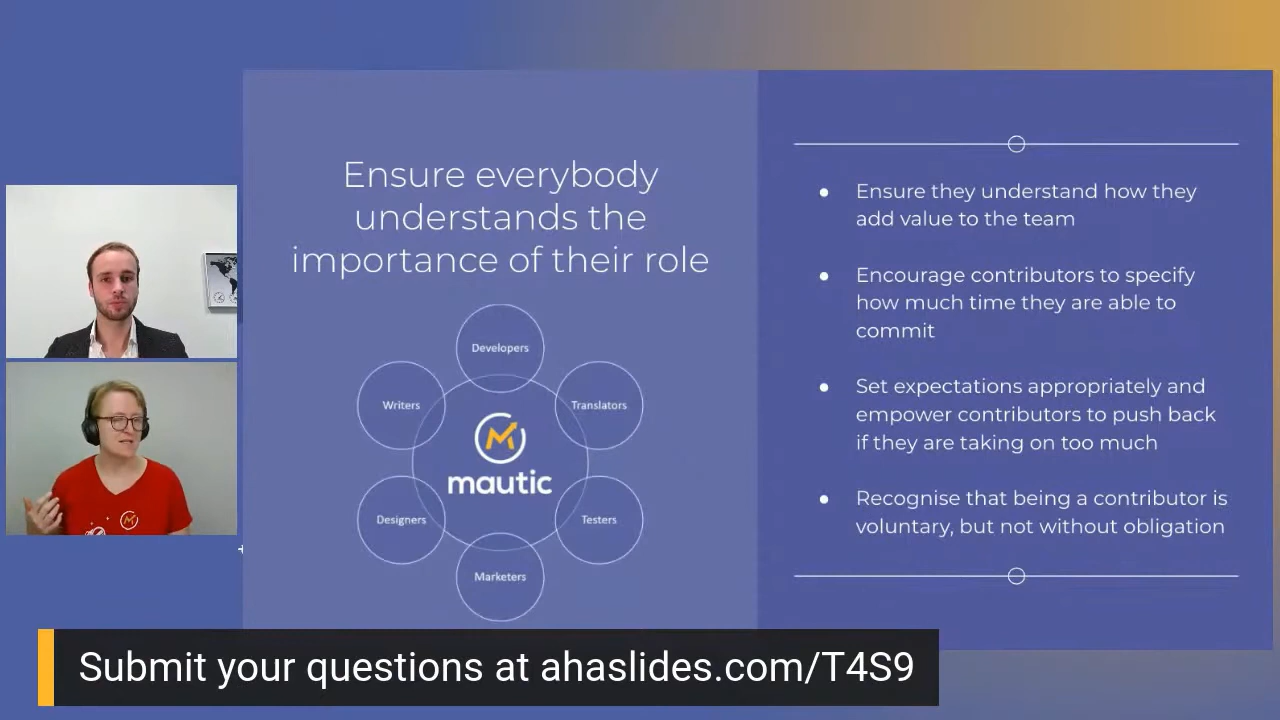 Ensure everybody
understands the
importance of their role
Developers
Writers
Translators
mautic
Designers
Testers
Marketers
● Ensure they understand how they
add value to the team
● Encourage contributors to specify
how much time they are able to
commit
● Set expectations appropriately and
empower contributors to push back
if they are taking on too much
● Recognise that being a contributor is
voluntary, but not without obligation
Submit your questions at ahaslides.com/T4S9